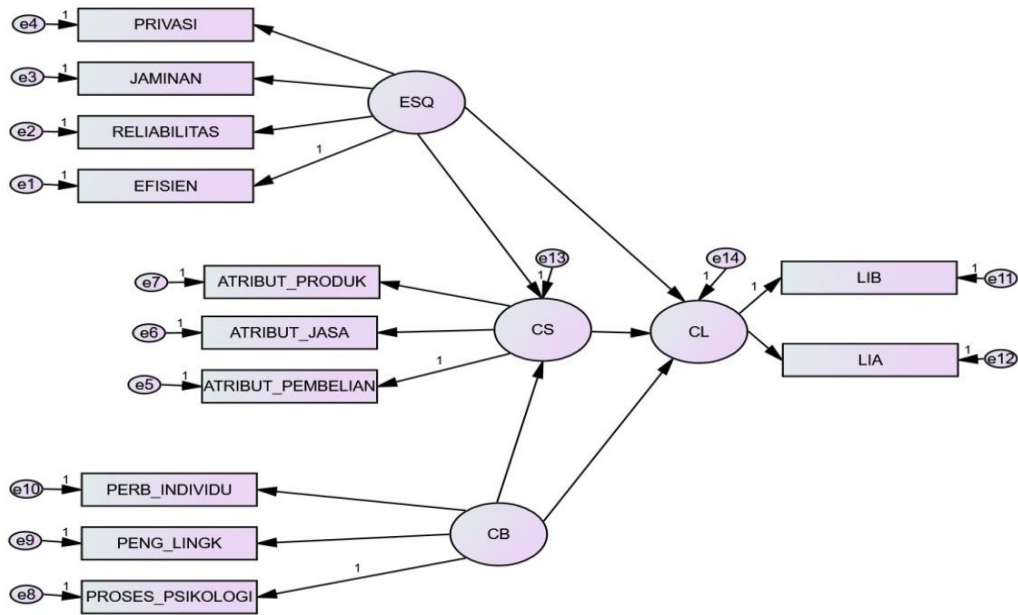 e4 1 PRIVASI
e3 1 JAMINAN
ESQ
e2 1 RELIABILITAS
1
e1 1 EFISIEN
e13
e14
e7 1 ATRIBUT_PRODUK
1
1
1 LIB 1 e11
e6 1 ATRIBUT_JASA
CS
CL
1
LIA 1 e12
e5 1 ATRIBUT_PEMBELIAN
e10 1 PERB_INDIVIDU
CB
e9 1 PENG_LINGK
1
e8 1 PROSES_PSIKOLOGI